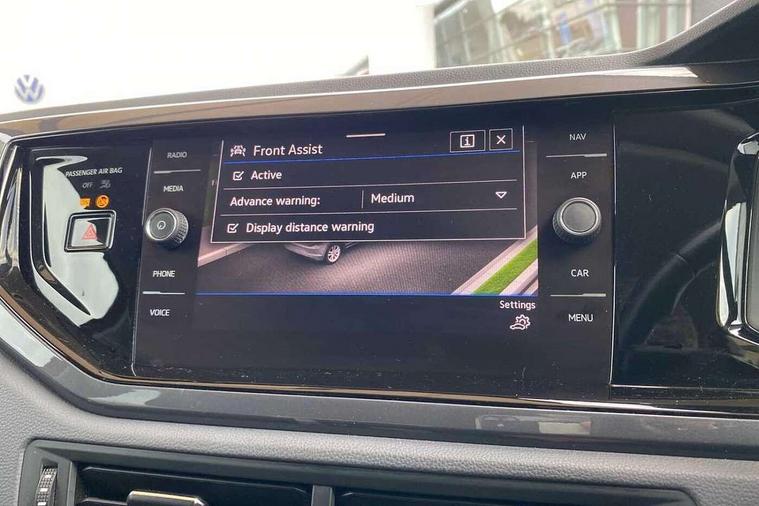 PASSENGER AIR BAG
OFF
RADIO
MEDIA
PHONE
VOICE
Front Assist
i
Active
Advance warning: Medium
Display distance warning
Settings
NAV
APP
CAR
MENU